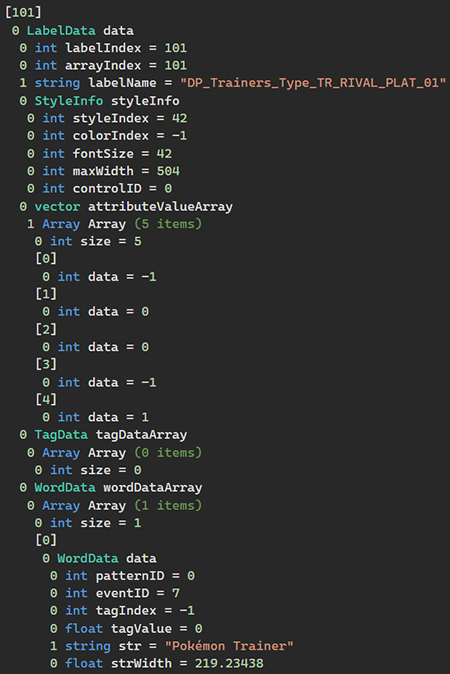 [101]
0 LabelData data
0 int labelIndex = 101
0 int arrayIndex = 101
1 string labelName = "DP_Trainers_Type_TR_RIVAL_PLAT_01"
0 StyleInfo styleInfo
0 int styleIndex = 42
0 int colorIndex = -1
0 int fontSize = 42
0 int maxWidth = 504
0 int controlID = 0
0 vector attributeValueArray
1 Array Array (5 items)
0 int size = 5
[0]
0 int data = -1
[1]
0 int data = 0
[2]
0 int data = 0
[3]
0 int data = -1
[4]
0 int data = 1
0 TagData tagDataArray
0 Array Array (0 items)
0 int size = 0
0 WordData wordDataArray
0 Array Array (1 items)
0 int size = 1
[0]
0 WordData data
0 int patternID = 0
0 int eventID = 7
0 int tagIndex = -1
0 float tagValue = 0
1 string str = "Pokémon Trainer"
0 float strWidth = 219.23438